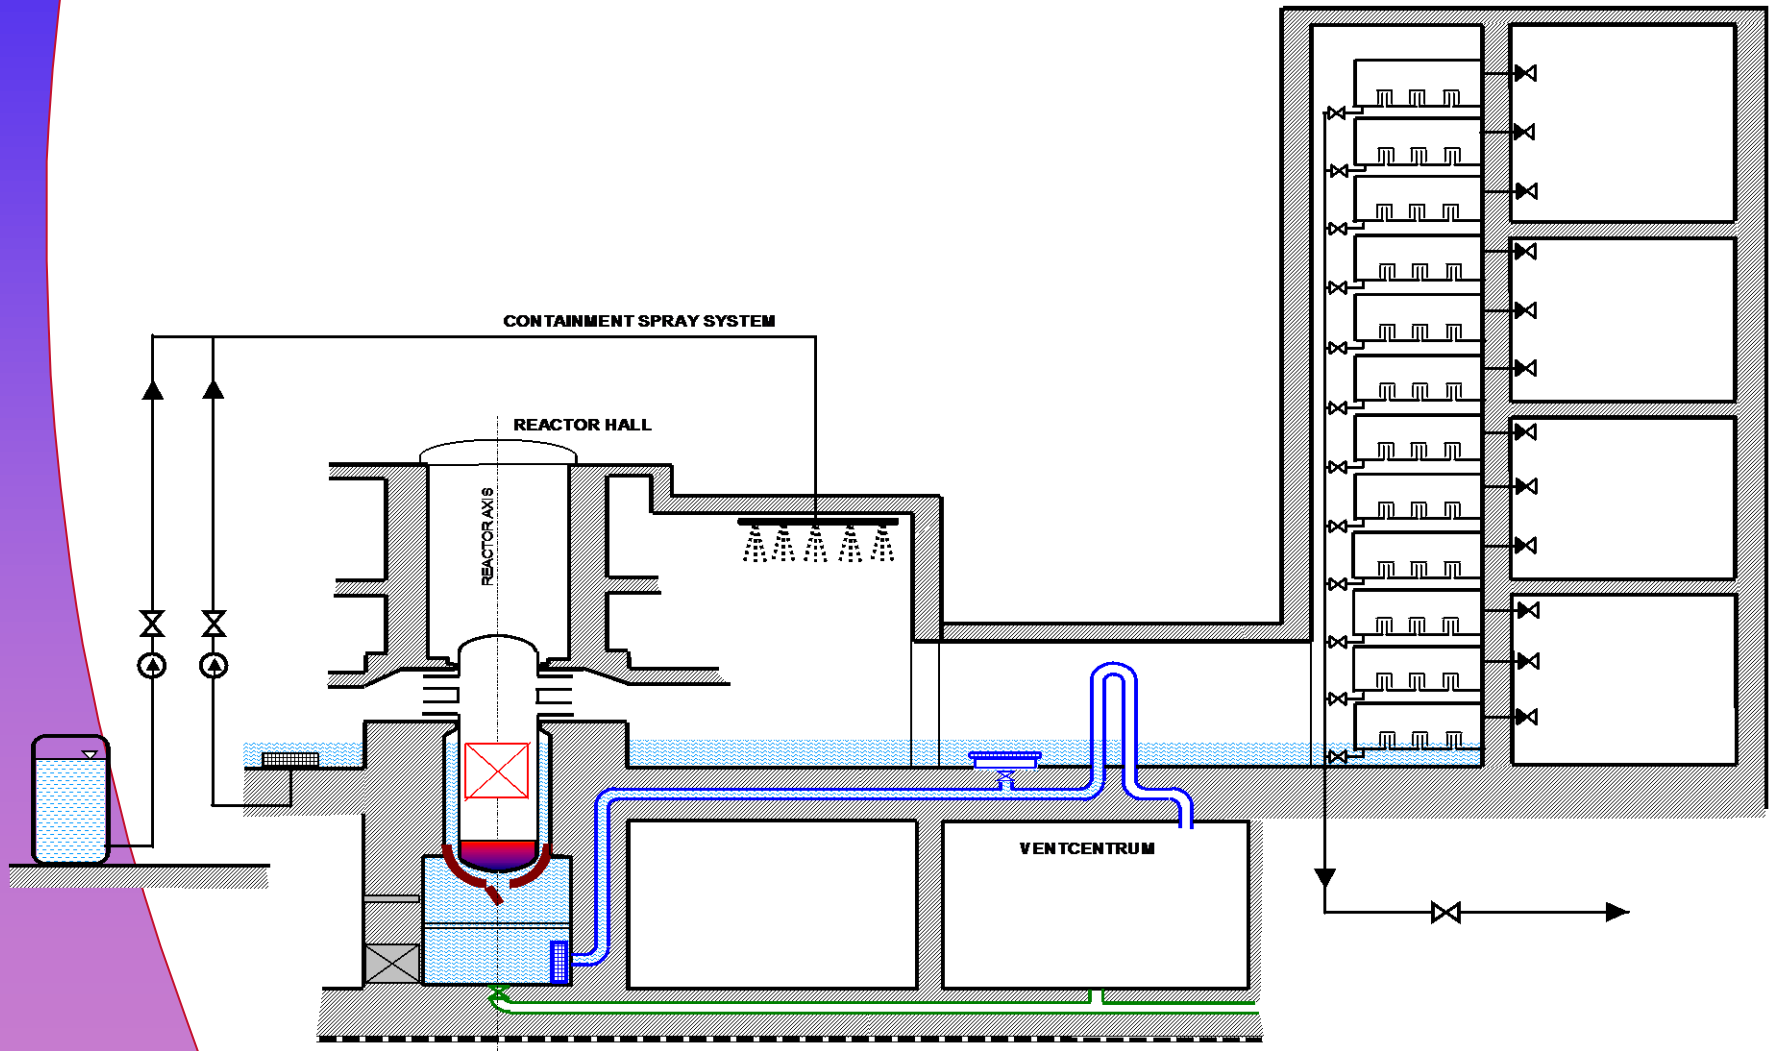 CONTAINMENT SPRAY SYSTEM
REACTOR HALL
REACTOR AXIS
VENTCENTRUM